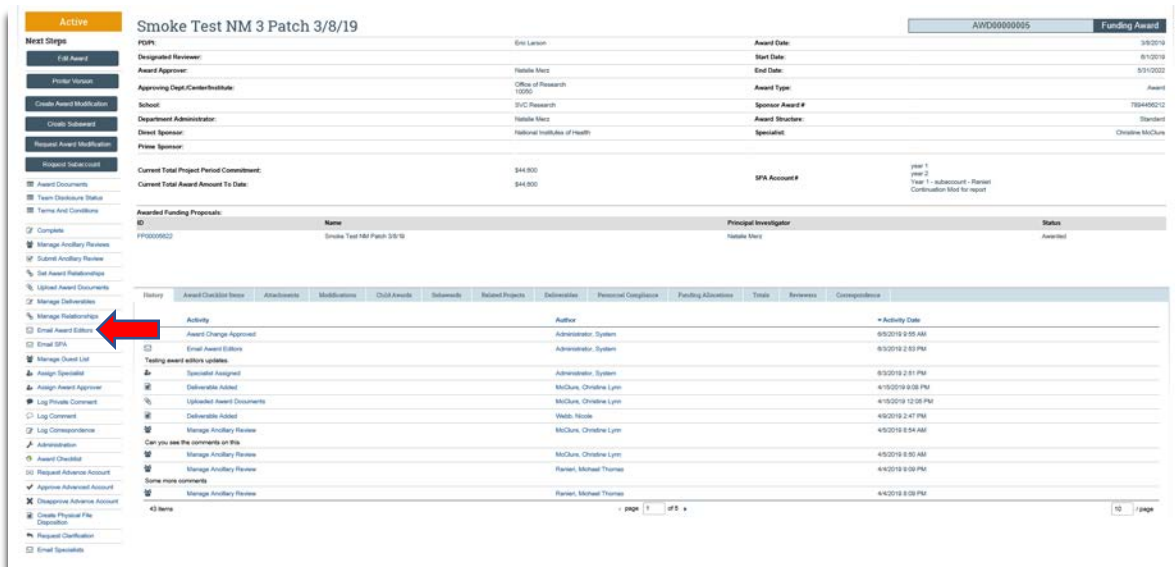 Active
Smoke Test NM 3 Patch 3/8/19
AWD00000005
Funding Award
Next Steps
Edit Award
Printer Version
Create Award Modification
Create Subaward
Request Award Modification
Request Subaccount
Award Documents
Team Disclosure Status
Terms And Conditions
Complete
Manage Ancillary Reviews
Submit Ancillary Review
Set Award Relationships
Upload Award Documents
Manage Deliverables
Manage Relationships
Email Award Editors
Email SPA
Manage Guest List
Assign Specialist
Assign Award Approver
Log Private Comment
Log Comment
Log Correspondence
Administration
Award Checklist
Request Advance Account
Approve Advanced Account
Disapprove Advance Account
Create Physical File
Disposition
Request Clarification
Email Specialists
PD/PI: Eric Larson Award Date: 3/8/2019
Designated Reviewer: Start Date: 6/1/2019
Award Approver: Natalie Merz End Date: 5/31/2022
Approving Dept./Center/Institute: Office of Research 10050 Award Type: Award
School: SVC Research Sponsor Award # 7894456212
Department Administrator: Natalie Merz Award Structure: Standard
Direct Sponsor: National Institutes of Health Specialist: Christine McClure
Prime Sponsor:
Current Total Project Period Commitment: $44,600
Current Total Award Amount To Date: $44,600
SPA Account #
year 1
year 2
Year 1 - subaccount - Ranieri
Continuation Mod for report
Awarded Funding Proposals:
ID Name Principal Investigator Status
Smoke Test NM Patch 3/8/19 Natalie Merz Awarded
History Award Checklist Items Attachments Modifications Child Awards Subawards Related Projects Deliverables Personnel Compliance Funding Allocations Totals Reviewers Correspondence
Activity Author Activity Date
Award Change Approved Administrator, System 6/5/2019 9:55 AM
Email Award Editors Administrator, System 6/3/2019 2:53 PM
Testing award editors updates.
Specialist Assigned Administrator, System 6/3/2019 2:51 PM
Deliverable Added McClure, Christine Lynn 4/15/2019 9:08 PM
Uploaded Award Documents McClure, Christine Lynn 4/15/2019 12:08 PM
Deliverable Added Webb, Nicole 4/9/2019 2:47 PM
Manage Ancillary Review McClure, Christine Lynn 4/5/2019 8:54 AM
Can you see the comments on this
Manage Ancillary Review McClure, Christine Lynn 4/5/2019 8:50 AM
Manage Ancillary Review Ranieri, Michael Thomas 4/4/2019 9:09 PM
Some more comments
Manage Ancillary Review Ranieri, Michael Thomas 4/4/2019 8:09 PM
43 items page 1 of 5 10 / page